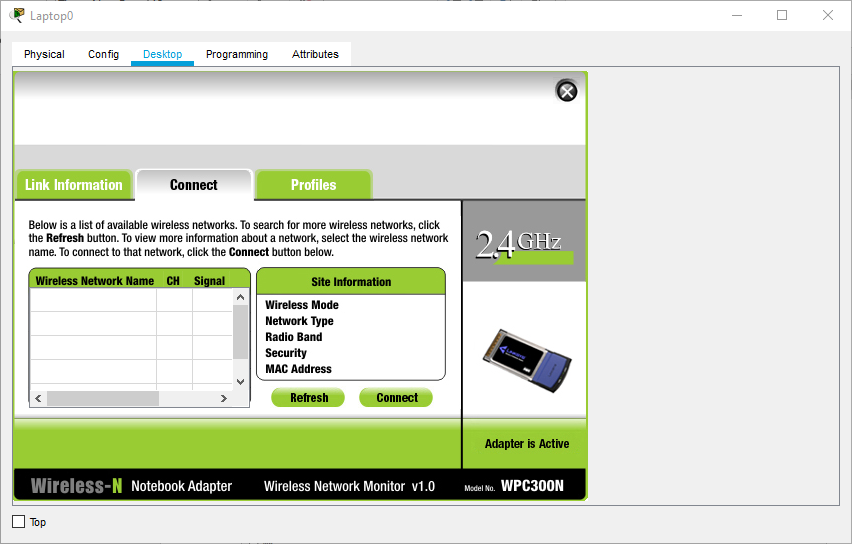 Laptop0
Physical Config Desktop Programming Attributes
Link Information Connect Profiles
Below is a list of available wireless networks. To search for more wireless networks, click
the Refresh button. To view more information about a network, select the wireless network
name. To connect to that network, click the Connect button below.
2.4GHz
Wireless Network Name CH Signal
Site Information
Wireless Mode
Network Type
Radio Band
Security
MAC Address
Refresh Connect
Adapter is Active
Wireless-N Notebook Adapter Wireless Network Monitor v1.0 Model No. WPC300N
Top